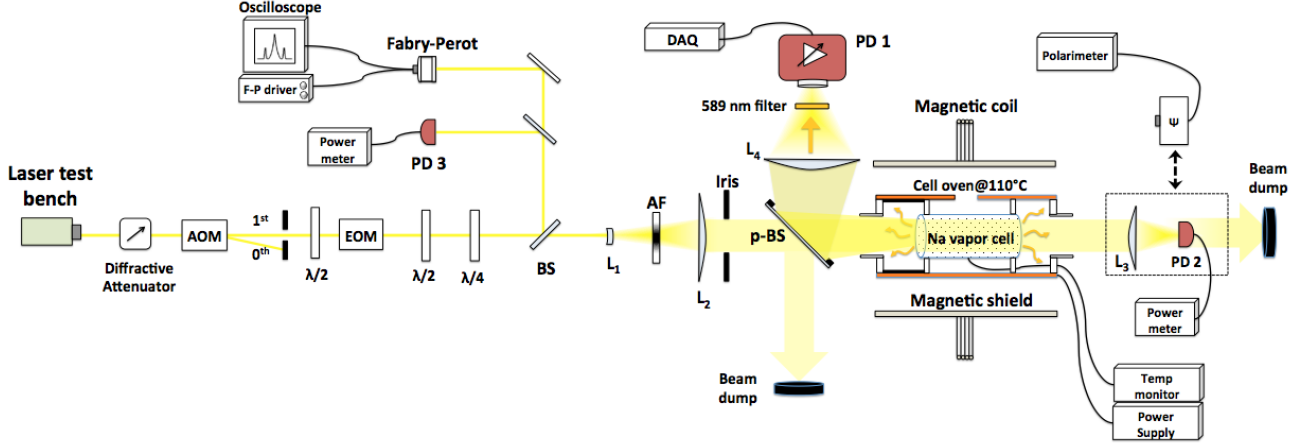 Oscilloscope
Fabry-Perot
F-P driver
Power
meter
PD 3
Laser test
bench
Diffractive
Attenuator
AOM
1st
0th
λ/2
EOM
λ/2
λ/4
BS
L1
AF
L2
Iris
p-BS
Beam
dump
DAQ
PD 1
589 nm filter
L4
Magnetic coil
Cell oven@110°C
Na vapor cell
Magnetic shield
Polarimeter
Ψ
L3
PD 2
Beam
dump
Power
meter
Temp
monitor
Power
Supply